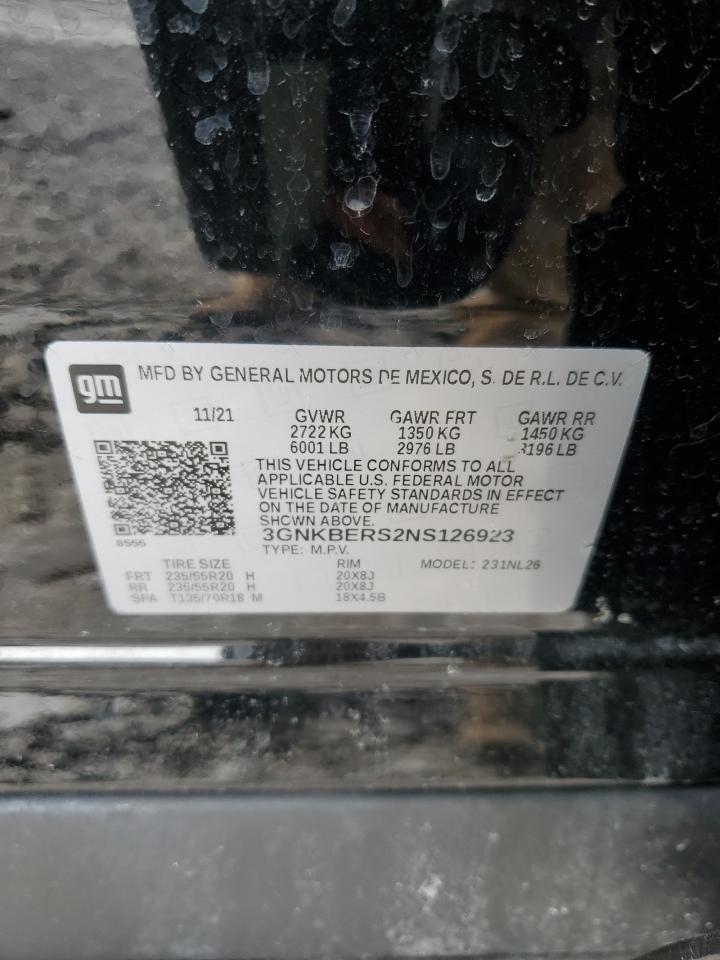 gm
MFD BY GENERAL MOTORS DE MEXICO, S. DE R.L. DE C.V.
11/21 GVWR GAWR FRT GAWR RR
2722 KG 1350 KG 1450 KG
6001 LB 2976 LB 3196 LB
THIS VEHICLE CONFORMS TO ALL
APPLICABLE U.S. FEDERAL MOTOR
VEHICLE SAFETY STANDARDS IN EFFECT
ON THE DATE OF MANUFACTURE
SHOWN ABOVE.
3GNKBERS2NS126923
8555 TYPE: M.P.V.
TIRE SIZE RIM MODEL: 231NL26
FRT 235/55R20 H 20X8J
RR 235/55R20 H 20X8J
SPA T135/70R18 M 18X4.5B